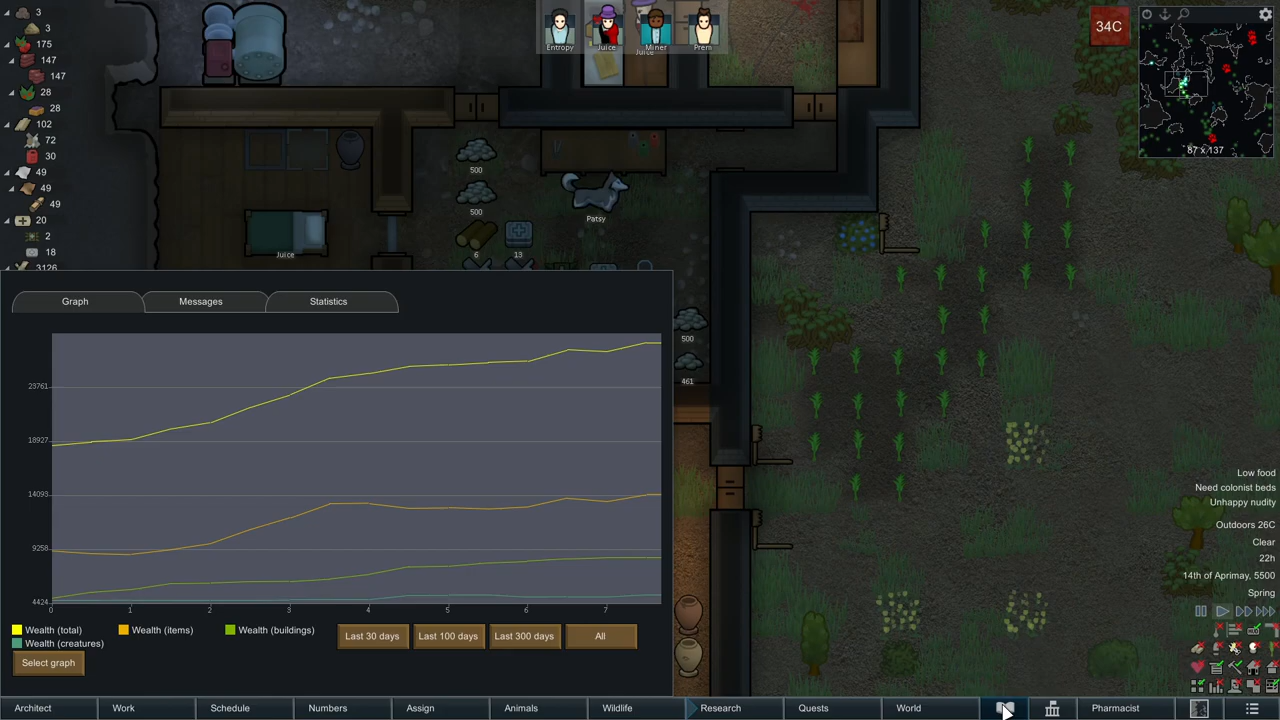 3
3
175
147
147
28
28
102
72
30
49
49
49
20
2
18
3126
Entropy
Juice
Miner
Prem
Juice
34C
87 x 137
500
500
Patsy
6
13
Juice
500
461
Graph
Messages
Statistics
23761
18927
14093
9258
4424
0
1
2
3
4
5
6
7
Wealth (total)
Wealth (items)
Wealth (buildings)
Wealth (creatures)
Last 30 days
Last 100 days
Last 300 days
All
Select graph
Low food
Need colonist beds
Unhappy nudity
Outdoors 26C
Clear
22h
14th of Aprimay, 5500
Spring
Architect
Work
Schedule
Numbers
Assign
Animals
Wildlife
Research
Quests
World
Pharmacist